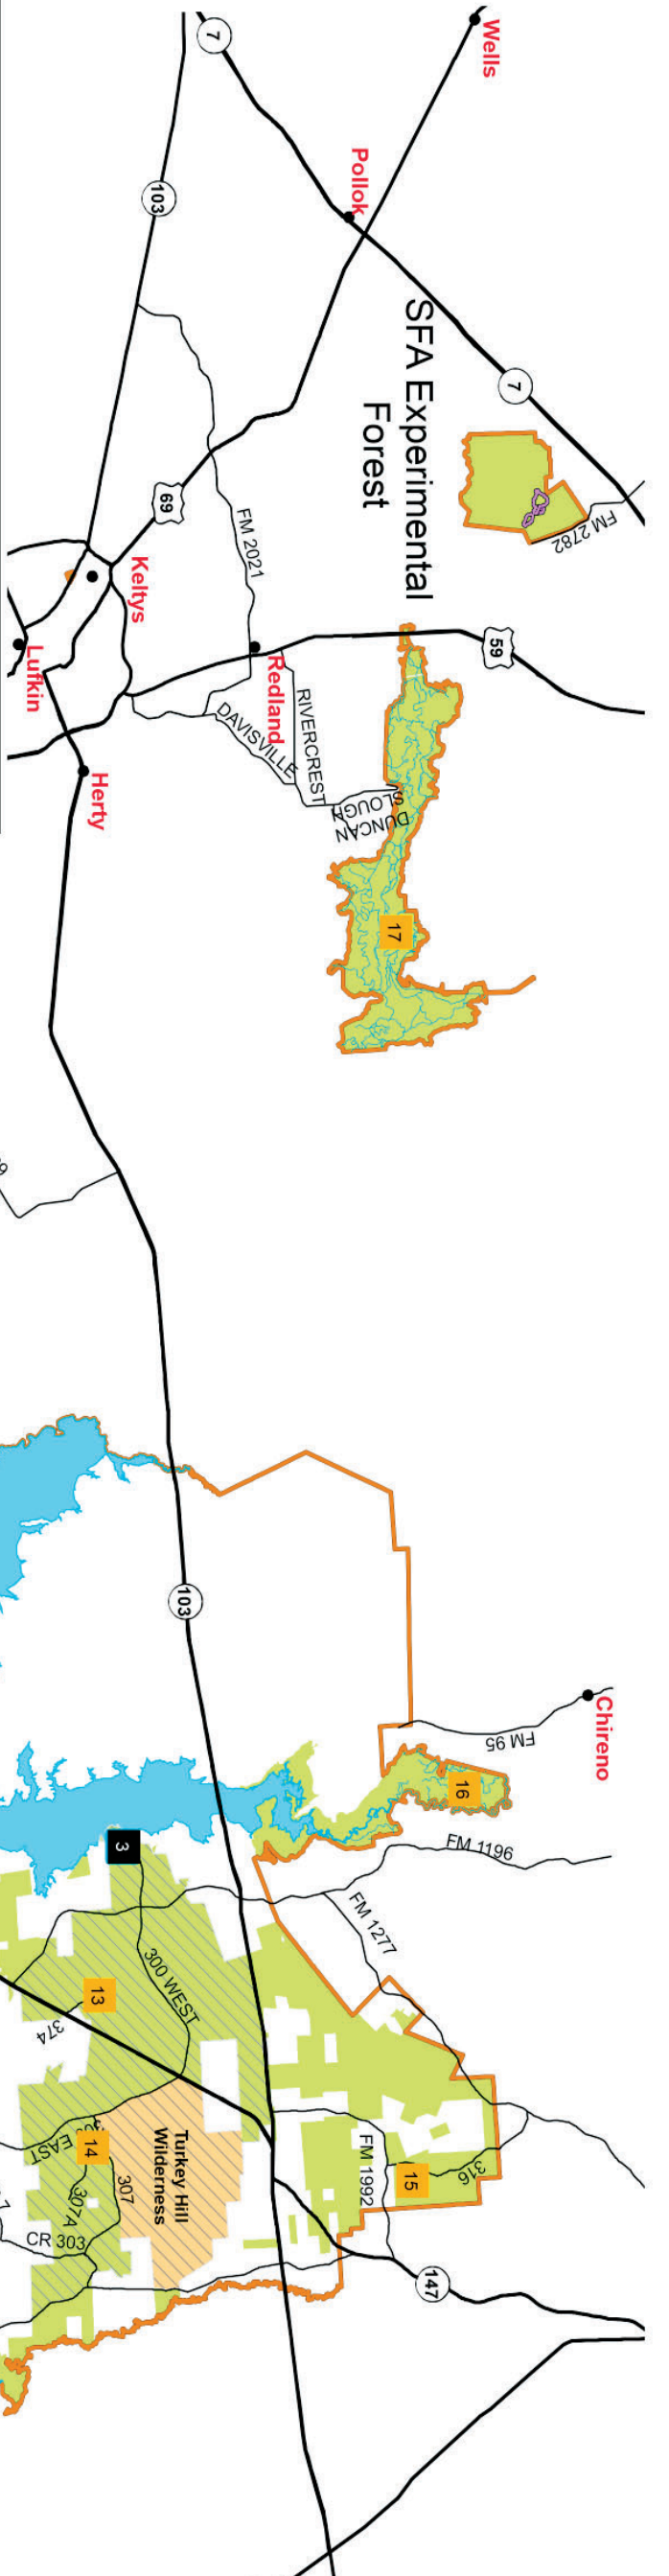 Wells
7
Pollok
103
7
SFA Experimental
Forest
FM 2782
69
FM 2021
Keltys
59
Redland
Lufkin
RIVERCREST
DAVISVILLE
Herty
DUNCAN
SLOUGH
17
103
Chireno
FM 95
16
3
FM 1196
FM 1277
300 WEST
13
374
Turkey Hill
Wilderness
EAST
14
307
307A
CR 303
FM 1992
15
316
147